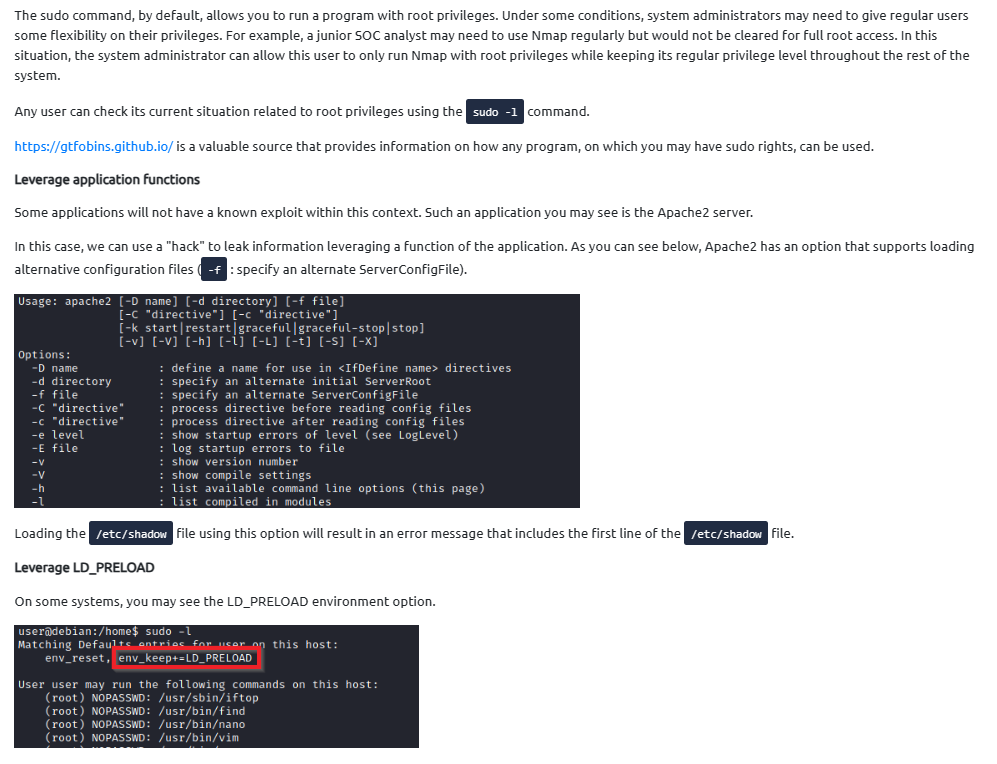 The sudo command, by default, allows you to run a program with root privileges. Under some conditions, system administrators may need to give regular users
some flexibility on their privileges. For example, a junior SOC analyst may need to use Nmap regularly but would not be cleared for full root access. In this
situation, the system administrator can allow this user to only run Nmap with root privileges while keeping its regular privilege level throughout the rest of the
system.
Any user can check its current situation related to root privileges using the sudo -l command.
https://gtfobins.github.io/ is a valuable source that provides information on how any program, on which you may have sudo rights, can be used.
Leverage application functions
Some applications will not have a known exploit within this context. Such an application you may see is the Apache2 server.
In this case, we can use a "hack" to leak information leveraging a function of the application. As you can see below, Apache2 has an option that supports loading
alternative configuration files ( -f : specify an alternate ServerConfigFile).
Usage: apache2 [-D name] [-d directory] [-f file]
[-C "directive"] [-c "directive"]
[-k start|restart|graceful|graceful-stop|stop]
[-v] [-V] [-h] [-l] [-L] [-t] [-S] [-X]
Options:
-D name : define a name for use in <IfDefine name> directives
-d directory : specify an alternate initial ServerRoot
-f file : specify an alternate ServerConfigFile
-C "directive" : process directive before reading config files
-c "directive" : process directive after reading config files
-e level : show startup errors of level (see LogLevel)
-E file : log startup errors to file
-v : show version number
-V : show compile settings
-h : list available command line options (this page)
-l : list compiled in modules
Loading the /etc/shadow file using this option will result in an error message that includes the first line of the /etc/shadow file.
Leverage LD_PRELOAD
On some systems, you may see the LD_PRELOAD environment option.
user@debian:/home$ sudo -l
Matching Defaults entries for user on this host:
env_reset, env_keep+=LD_PRELOAD
User user may run the following commands on this host:
(root) NOPASSWD: /usr/sbin/iftop
(root) NOPASSWD: /usr/bin/find
(root) NOPASSWD: /usr/bin/nano
(root) NOPASSWD: /usr/bin/vim